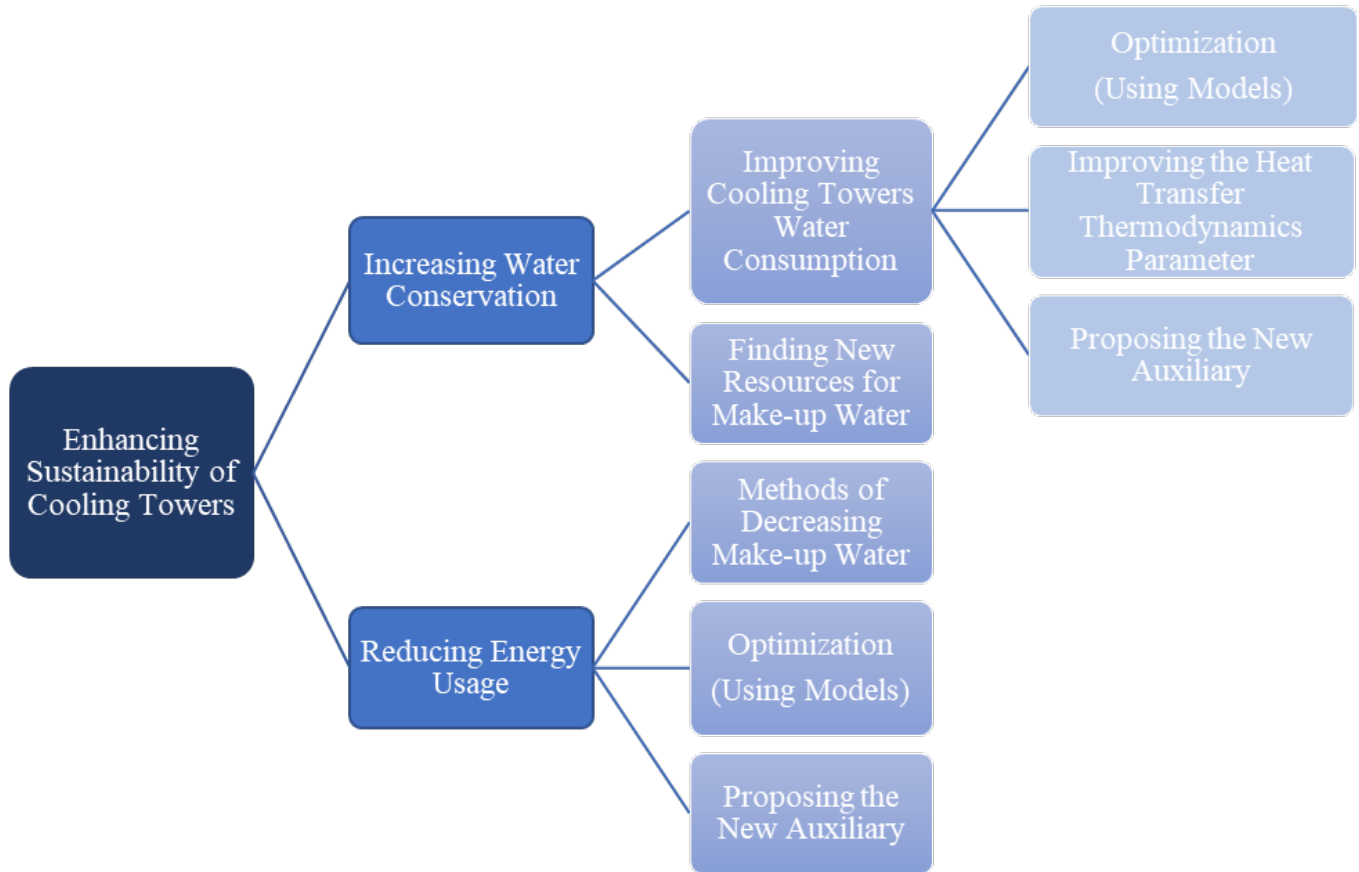 Enhancing
Sustainability of
Cooling Towers
Increasing Water
Conservation
Improving
Cooling Towers
Water
Consumption
Optimization
(Using Models)
Improving the Heat
Transfer
Thermodynamics
Parameter
Proposing the New
Auxiliary
Finding New
Resources for
Make-up Water
Reducing Energy
Usage
Methods of
Decreasing
Make-up Water
Optimization
(Using Models)
Proposing the
New Auxiliary